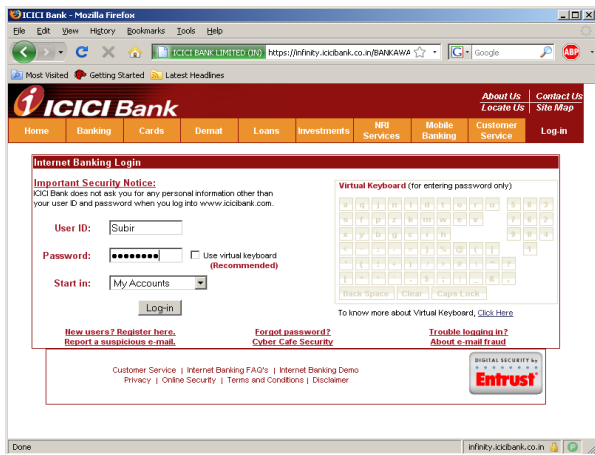 ICICI Bank - Mozilla Firefox
File Edit View History Bookmarks Tools Help
ICICI BANK LIMITED (IN) https://infinity.icicibank.co.in/BANKAWA
Google
ABP
Most Visited Getting Started Latest Headlines
ICICI Bank
About Us Contact Us
Locate Us Site Map
Home Banking Cards Demat Loans Investments NRI Services Mobile Banking Customer Service Log-in
Internet Banking Login
Important Security Notice:
ICICI Bank does not ask you for any personal information other than
your user ID and password when you log into www.icicibank.com.
User ID: Subir
Password: ●●●●●●●● Use virtual keyboard
(Recommended)
Start in: My Accounts
Log-in
Virtual Keyboard (for entering password only)
Back Space Clear Caps Lock
To know more about Virtual Keyboard, Click Here
New users? Register here. Forgot password? Trouble logging in?
Report a suspicious e-mail. Cyber Cafe Security About e-mail fraud
Customer Service | Internet Banking FAQ's | Internet Banking Demo
Privacy | Online Security | Terms and Conditions | Disclaimer
DIGITAL SECURITY by
Entrust
Done infinity.icicibank.co.in